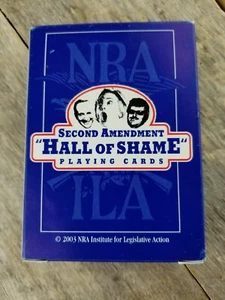 NRA
SECOND AMENDMENT
"HALL OF SHAME"
PLAYING CARDS
ILA
© 2003 NRA Institute for Legislative Action